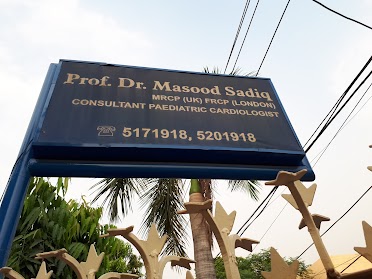 Prof. Dr. Masood Sadiq
MRCP (UK) FRCP (LONDON)
CONSULTANT PAEDIATRIC CARDIOLOGIST
☏ 5171918, 5201918